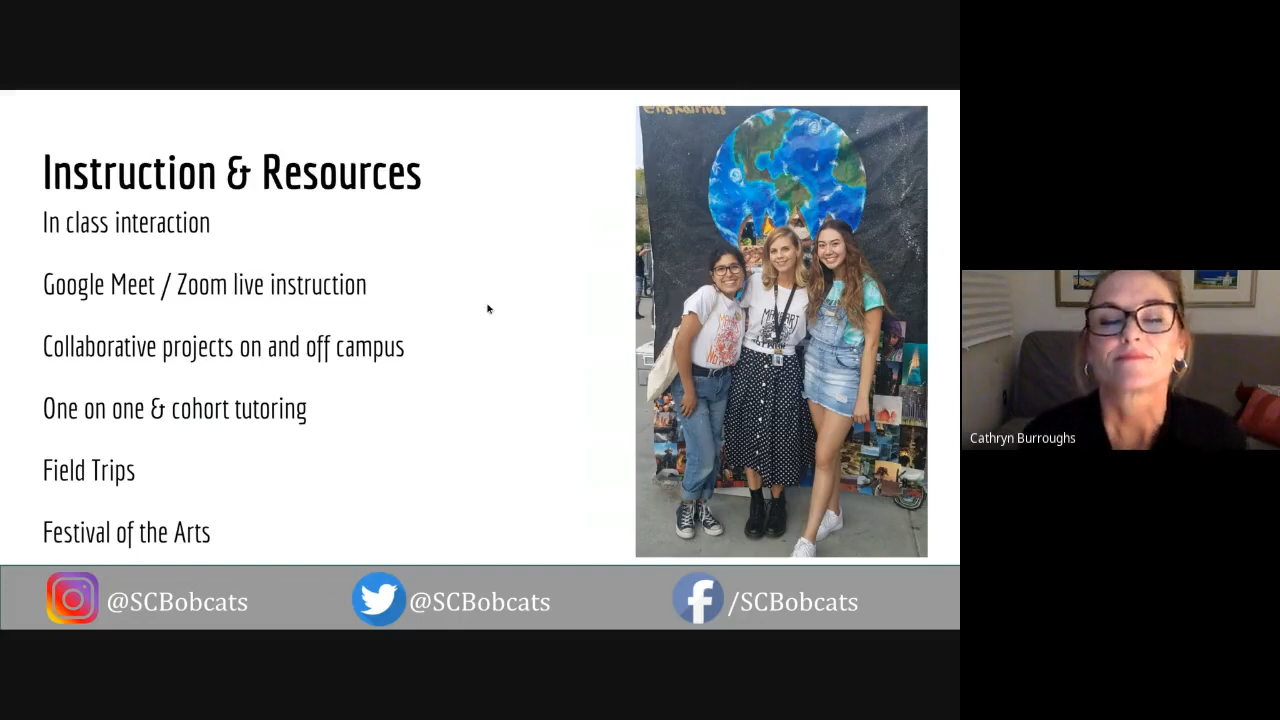 Instruction & Resources
In class interaction
Google Meet / Zoom live instruction
Collaborative projects on and off campus
One on one & cohort tutoring
Field Trips
Festival of the Arts
@SCBobcats
@SCBobcats
/SCBobcats
Cathryn Burroughs